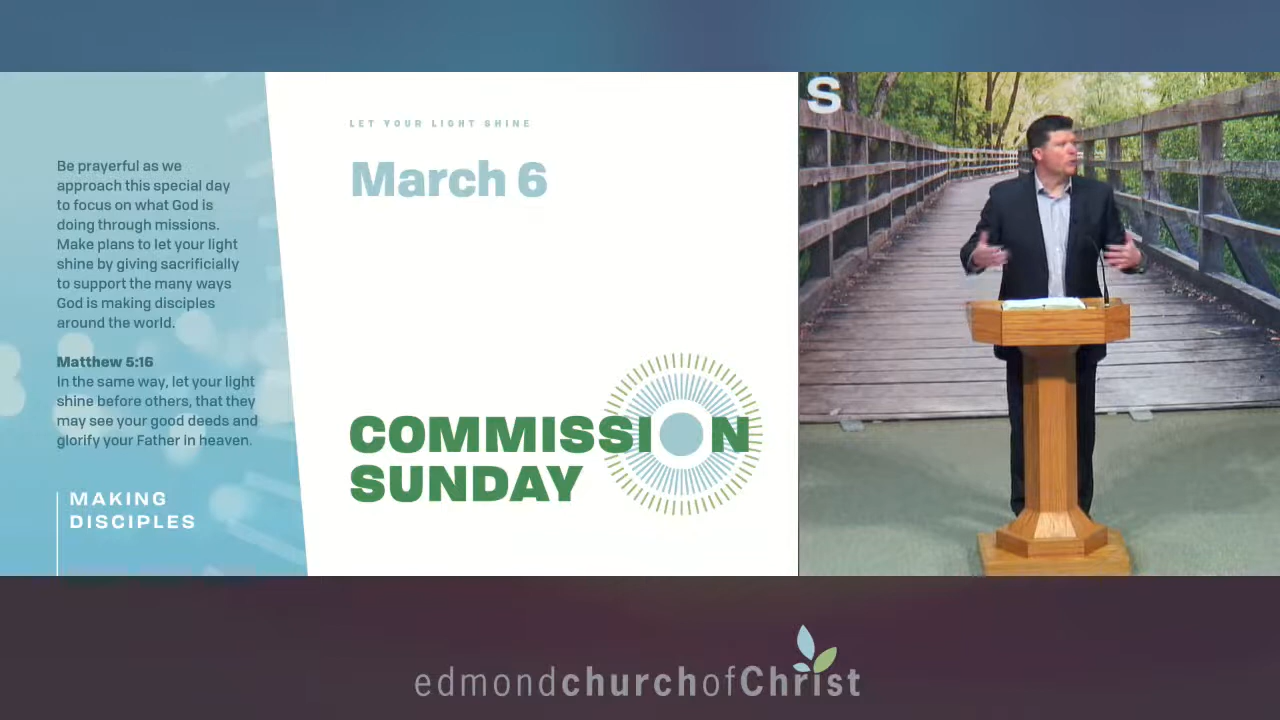 Be prayerful as we
approach this special day
to focus on what God is
doing through missions.
Make plans to let your light
shine by giving sacrificially
to support the many ways
God is making disciples
around the world.
Matthew 5:16
In the same way, let your light
shine before others, that they
may see your good deeds and
glorify your Father in heaven.
MAKING
DISCIPLES
LET YOUR LIGHT SHINE
March 6
COMMISSION
SUNDAY
S
edmondchurchofChrist